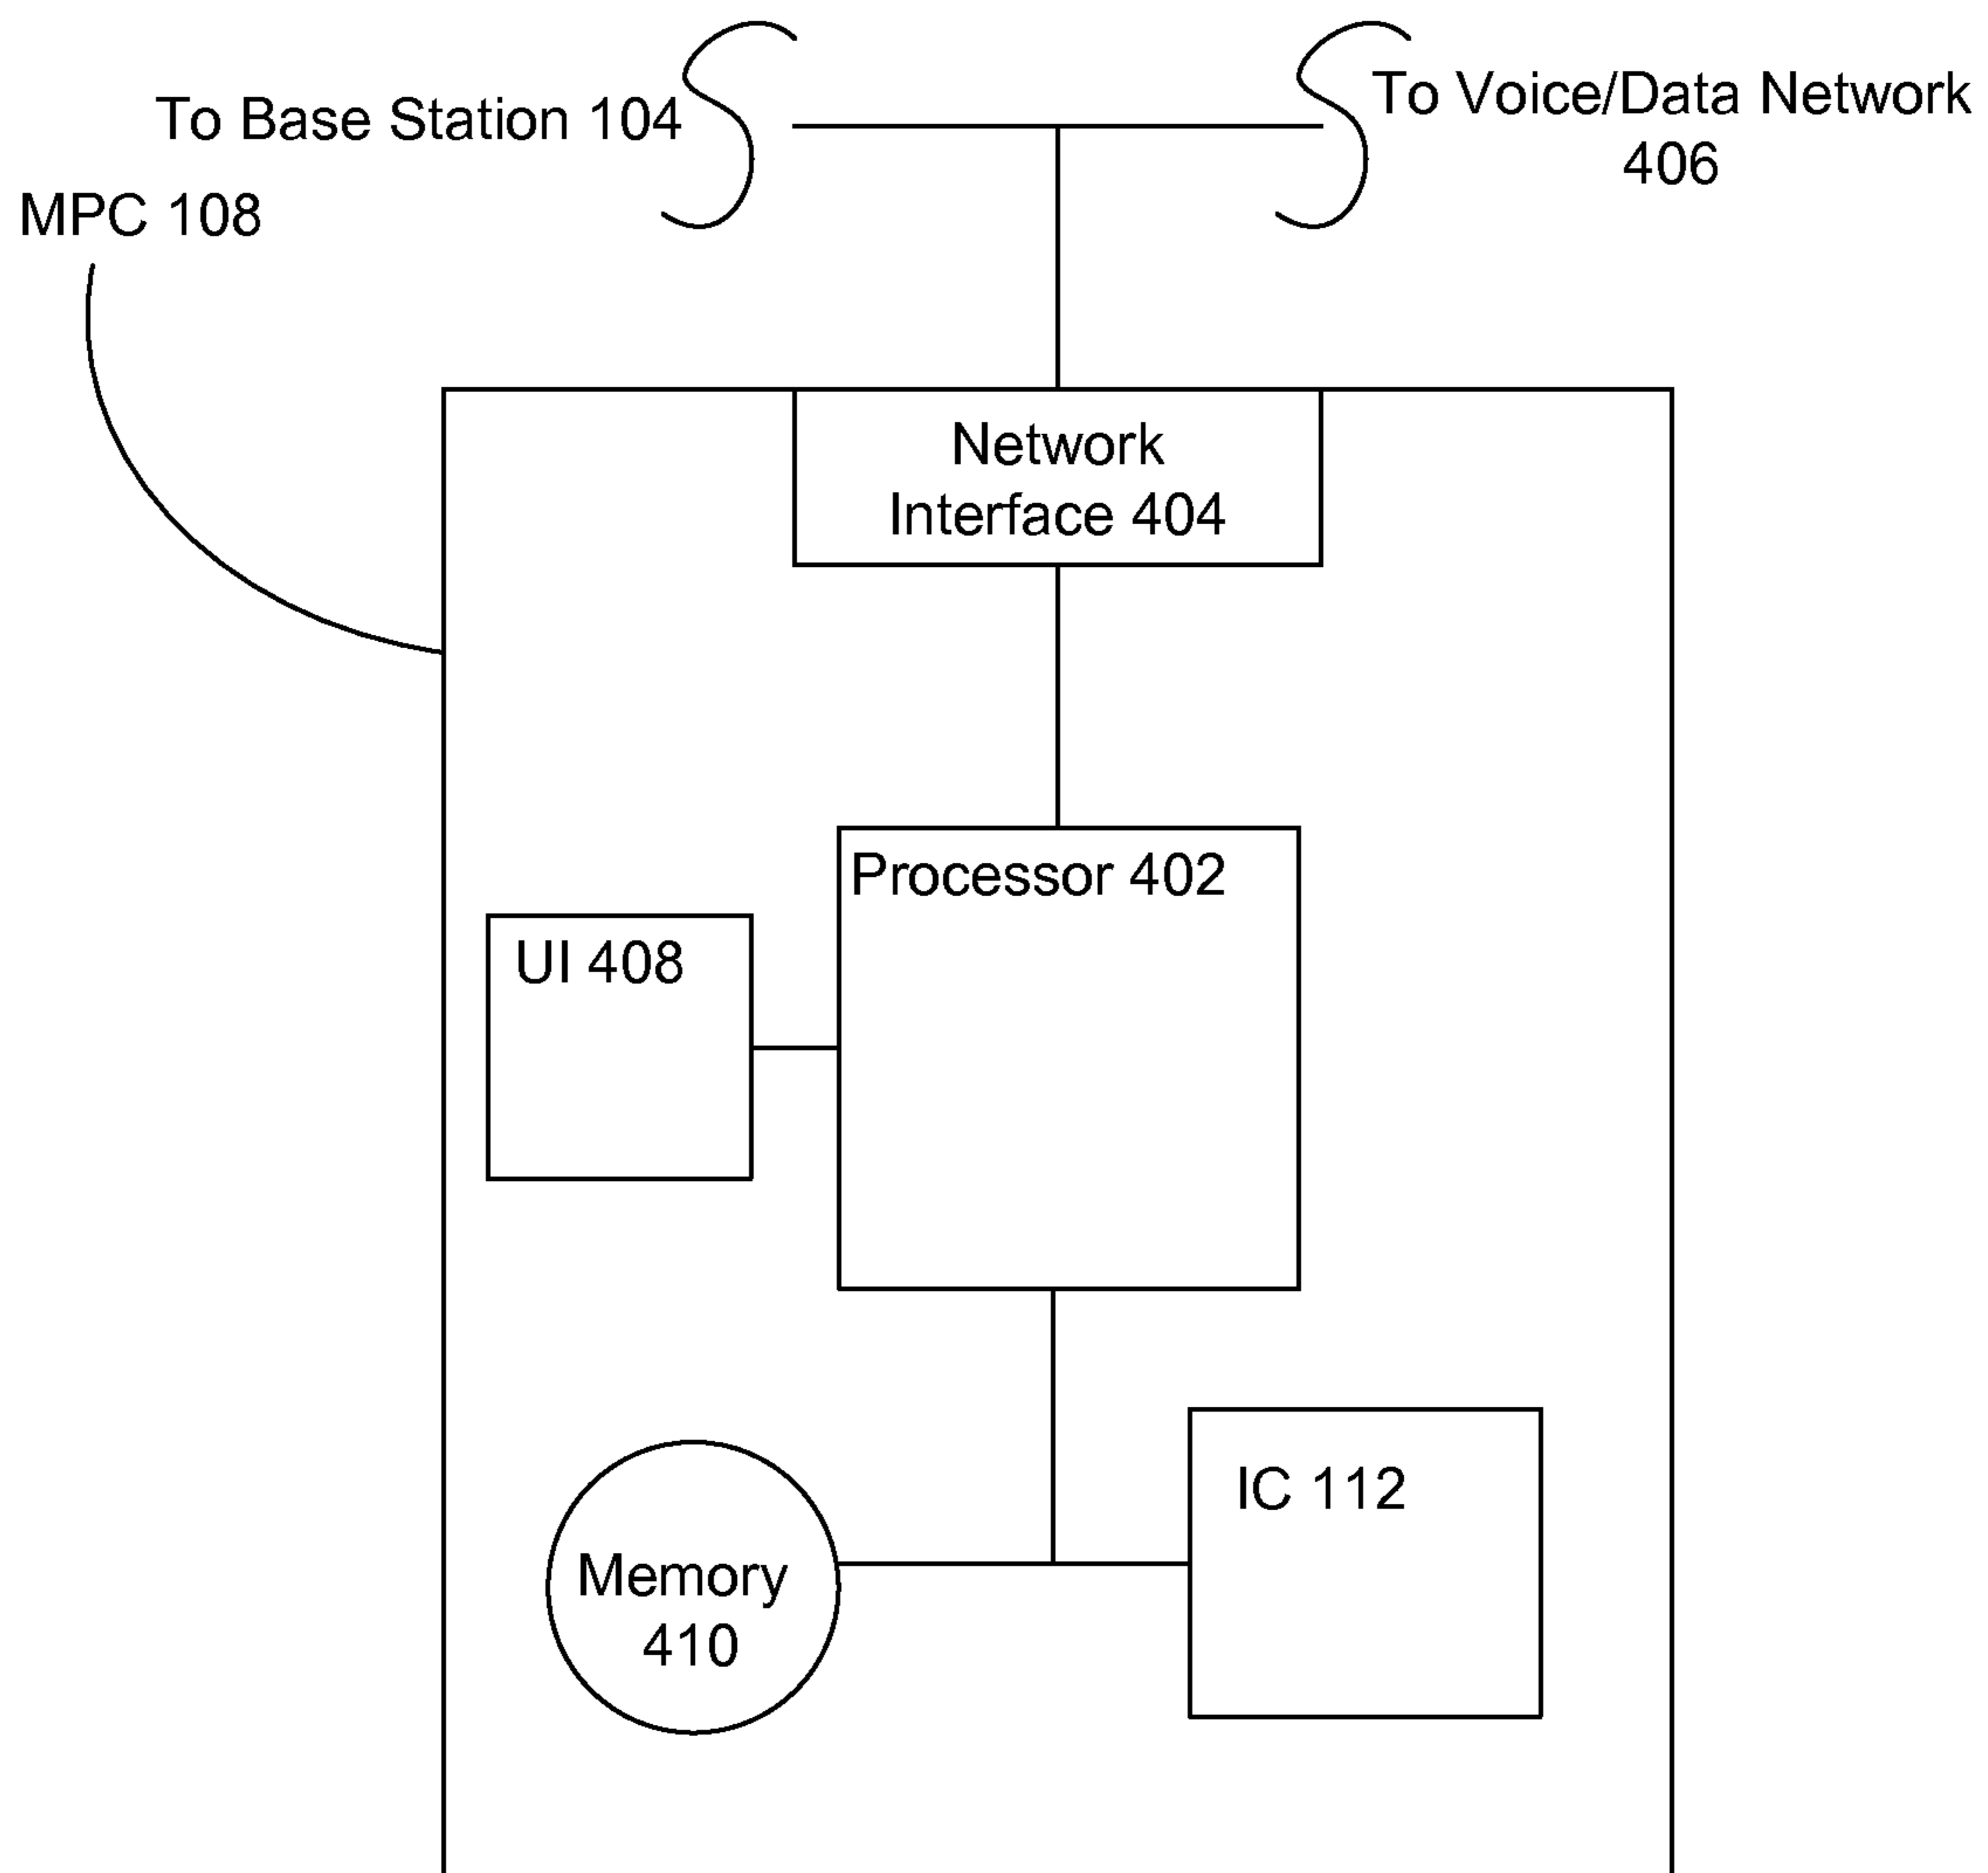 To Base Station 104
To Voice/Data Network
406
MPC 108
Network
Interface 404
Processor 402
UI 408
IC 112
Memory
410